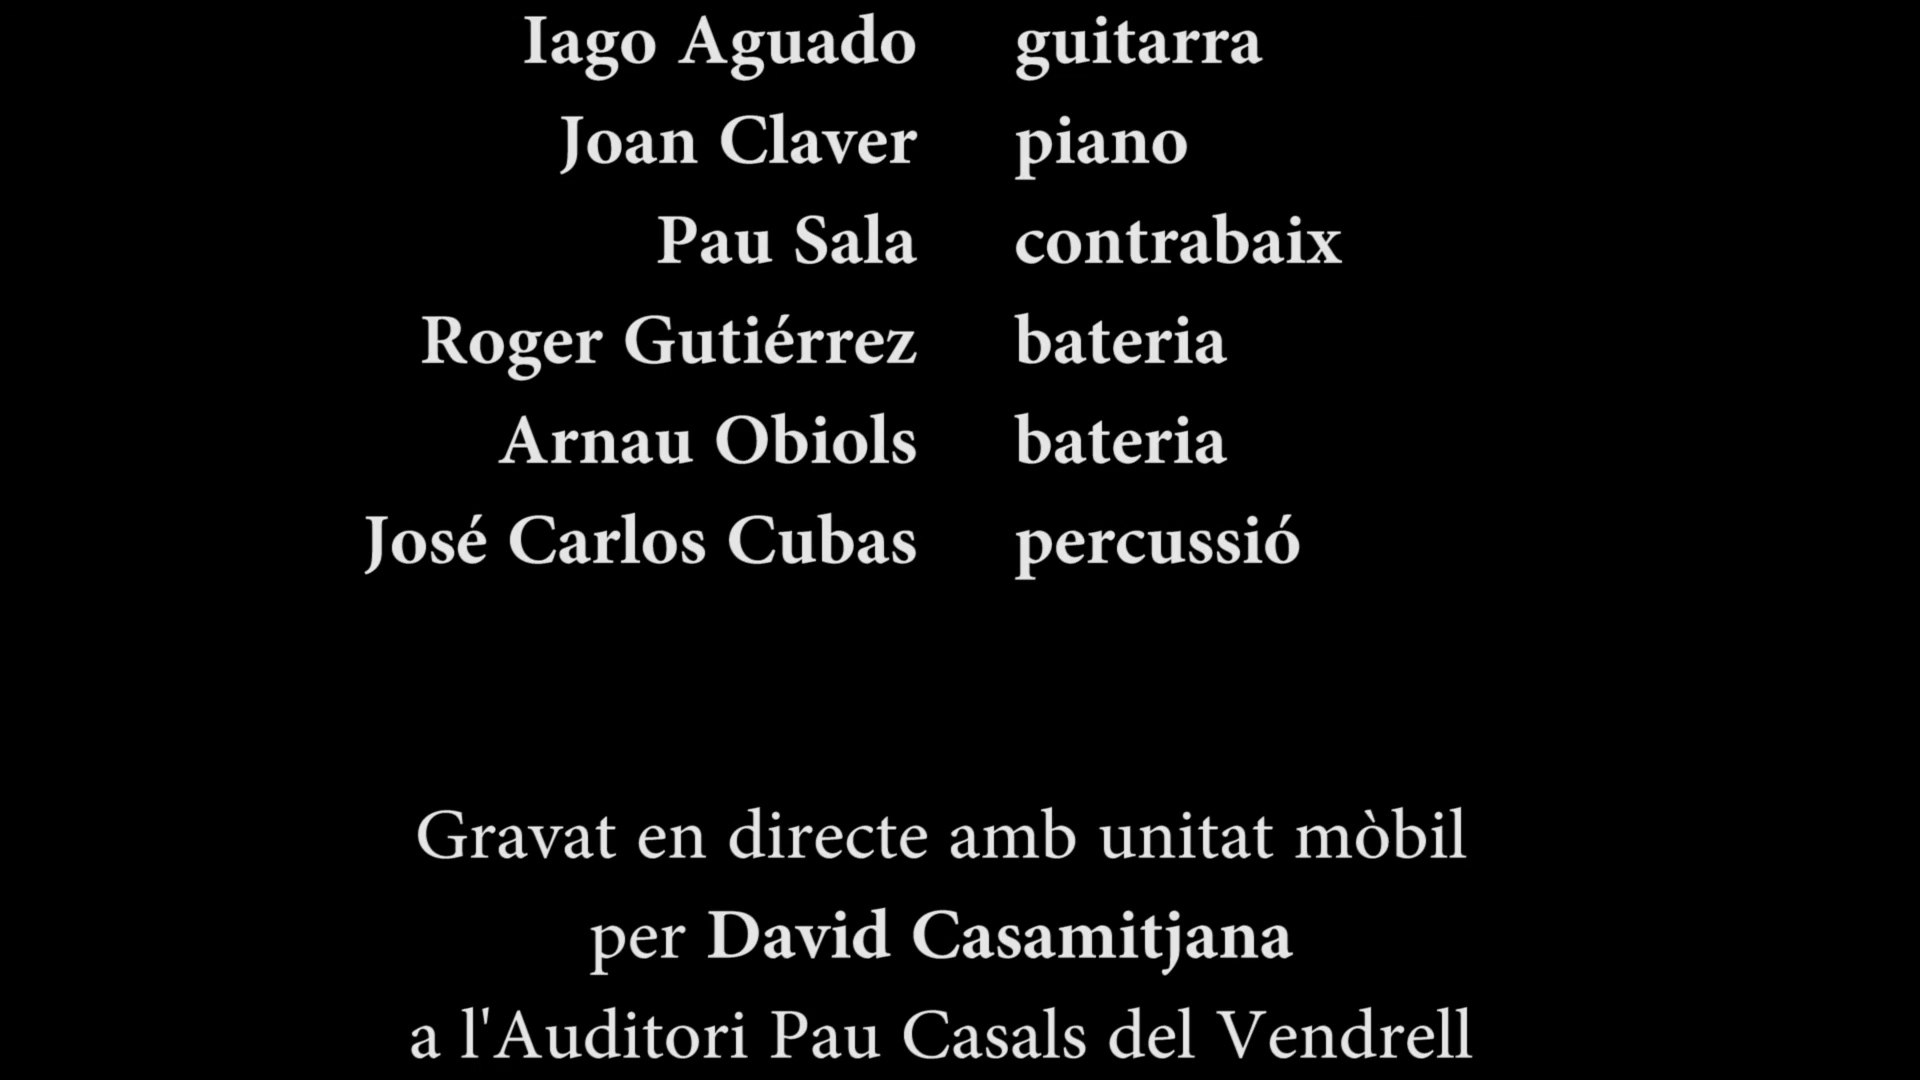 Iago Aguado guitarra
Joan Claver piano
Pau Sala contrabaix
Roger Gutiérrez bateria
Arnau Obiols bateria
José Carlos Cubas percussió
Gravat en directe amb unitat mòbil
per David Casamitjana
a l'Auditori Pau Casals del Vendrell